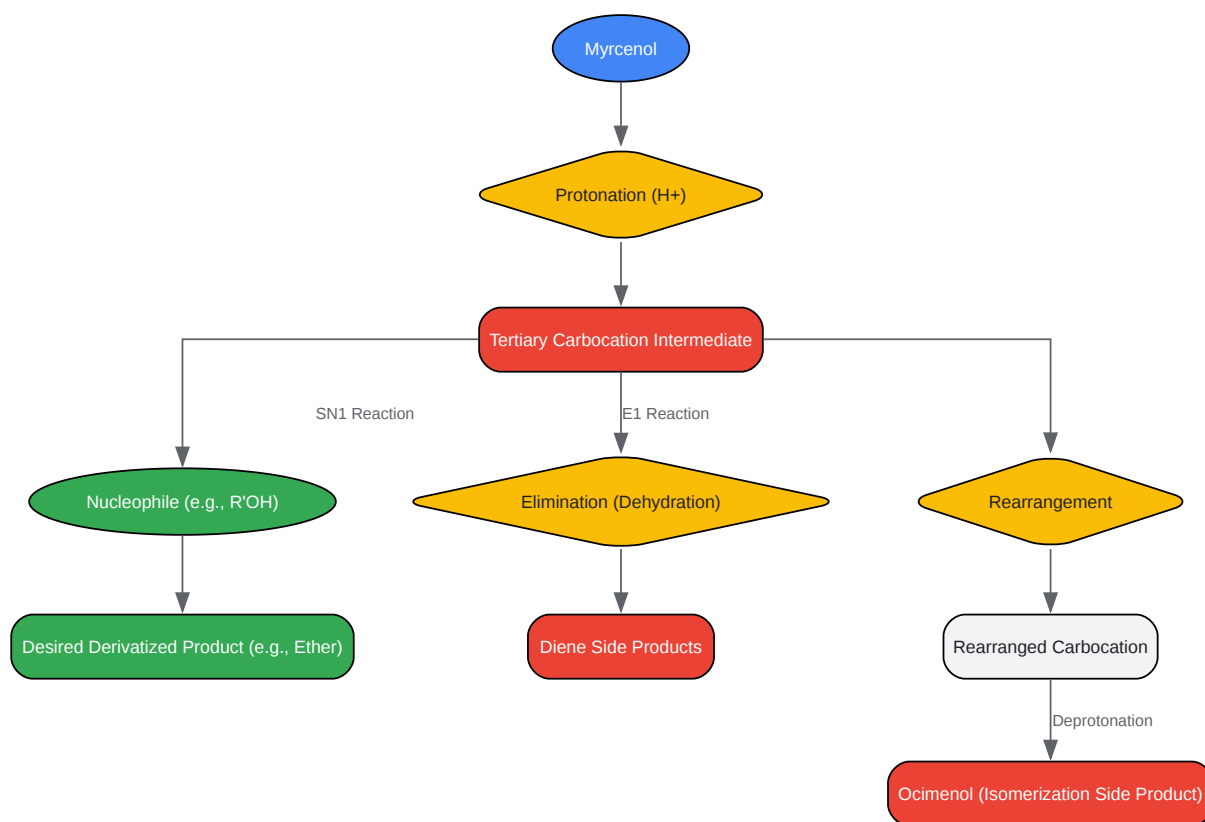 Myrcenol
Protonation (H+)
Tertiary Carbocation Intermediate
SN1 Reaction
E1 Reaction
Nucleophile (e.g., R'OH)
Elimination (Dehydration)
Rearrangement
Desired Derivatized Product (e.g., Ether)
Diene Side Products
Rearranged Carbocation
Deprotonation
Ocimenol (Isomerization Side Product)